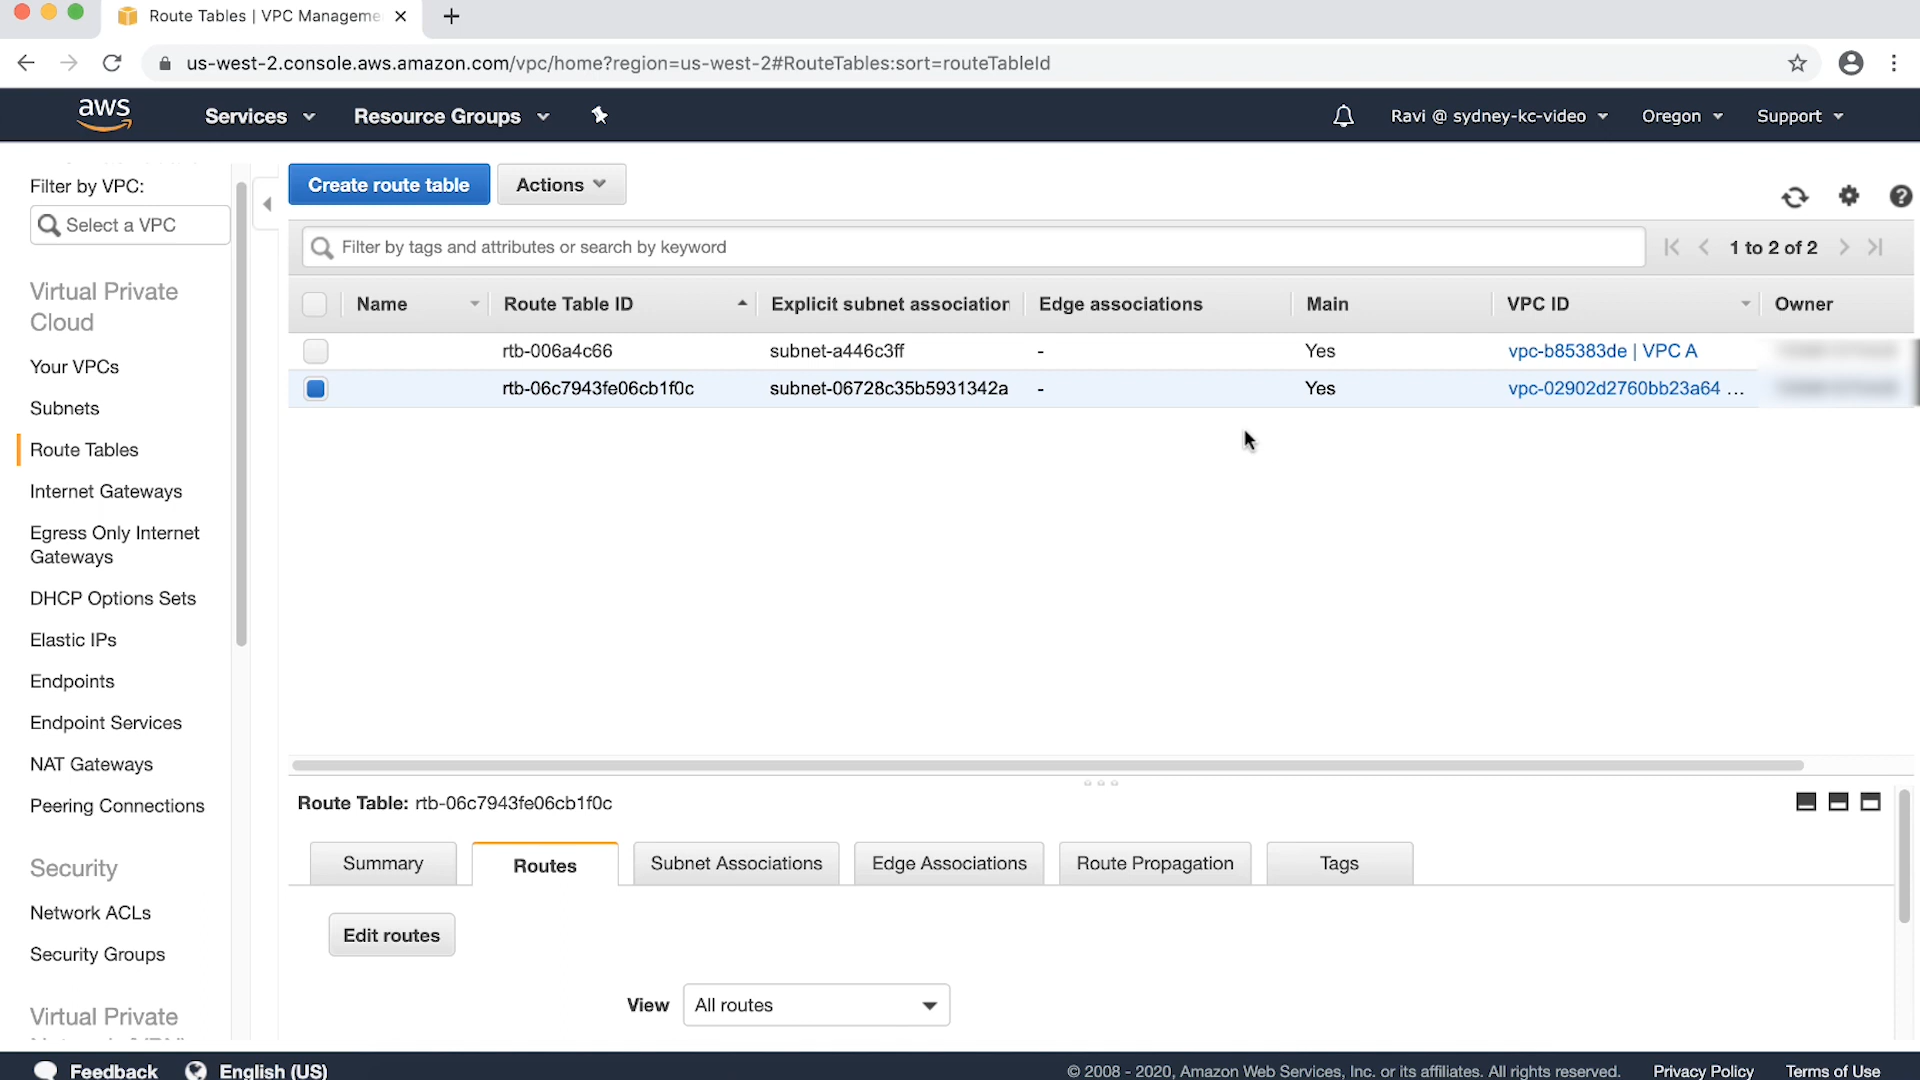 Route Tables | VPC Manageme
us-west-2.console.aws.amazon.com/vpc/home?region=us-west-2#RouteTables:sort=routeTableId
aws Services Resource Groups Ravi @ sydney-kc-video Oregon Support
Filter by VPC:
Select a VPC
Virtual Private
Cloud
Your VPCs
Subnets
Route Tables
Internet Gateways
Egress Only Internet
Gateways
DHCP Options Sets
Elastic IPs
Endpoints
Endpoint Services
NAT Gateways
Peering Connections
Security
Network ACLs
Security Groups
Virtual Private
Create route table Actions
Filter by tags and attributes or search by keyword
1 to 2 of 2
Name Route Table ID Explicit subnet association Edge associations Main VPC ID Owner
rtb-006a4c66 subnet-a446c3ff - Yes vpc-b85383de | VPC A
rtb-06c7943fe06cb1f0c subnet-06728c35b5931342a - Yes vpc-02902d2760bb23a64 ...
Route Table: rtb-06c7943fe06cb1f0c
Summary Routes Subnet Associations Edge Associations Route Propagation Tags
Edit routes
View All routes
Feedback English (US) © 2008 - 2020, Amazon Web Services, Inc. or its affiliates. All rights reserved. Privacy Policy Terms of Use